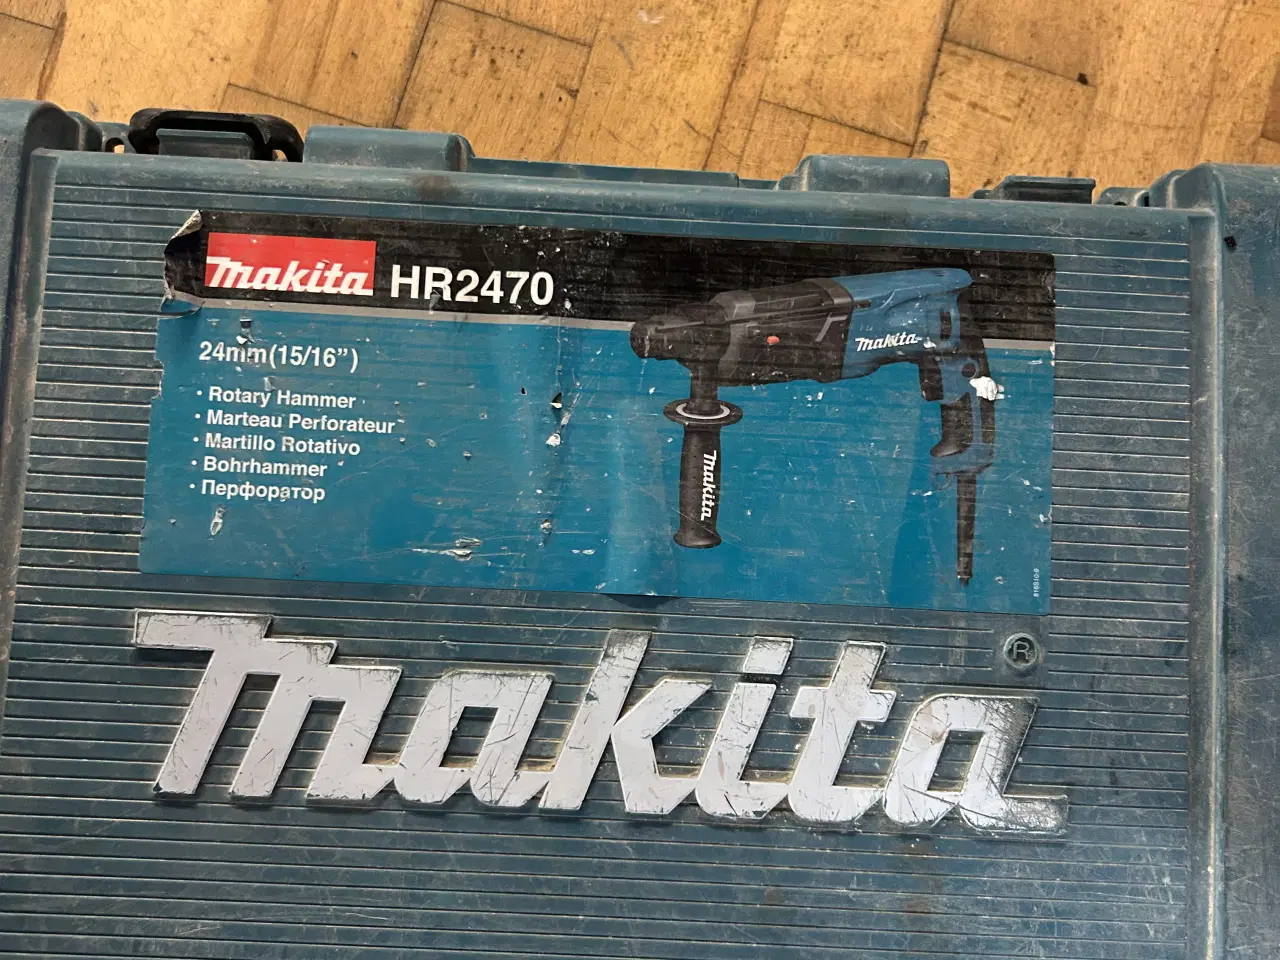 makita HR2470
24mm(15/16")
• Rotary Hammer
• Marteau Perforateur
• Martillo Rotativo
• Bohrhammer
• Перфоратор
makita
makita
makita
®